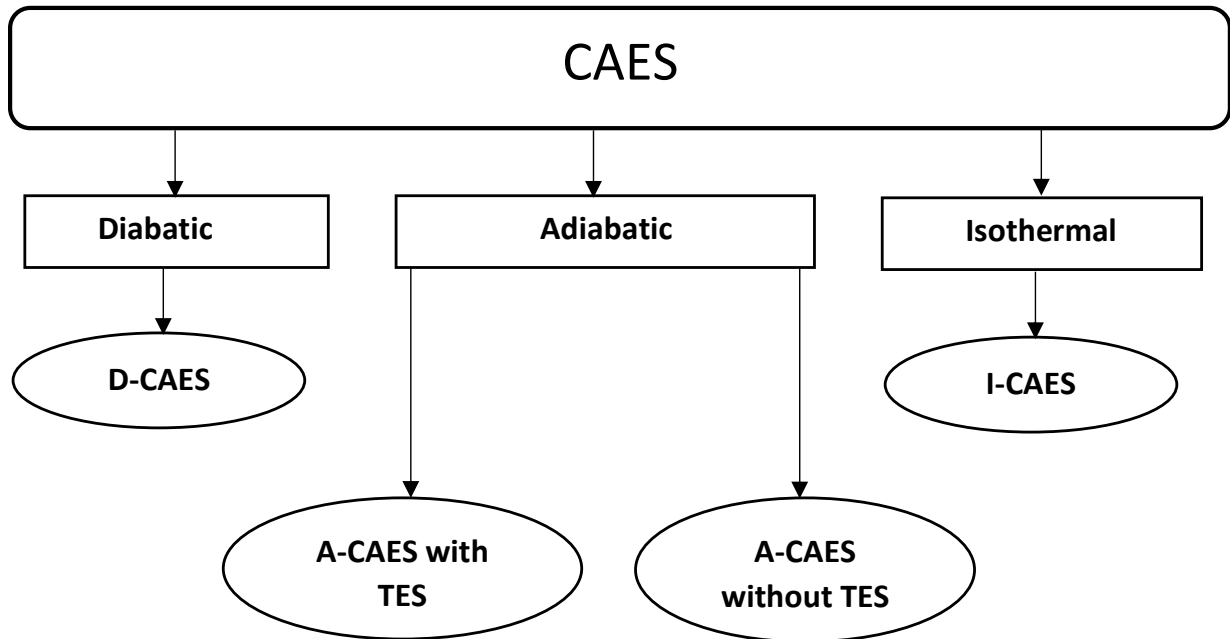 CAES
Diabatic
Adiabatic
Isothermal
D-CAES
I-CAES
A-CAES with
TES
A-CAES
without TES